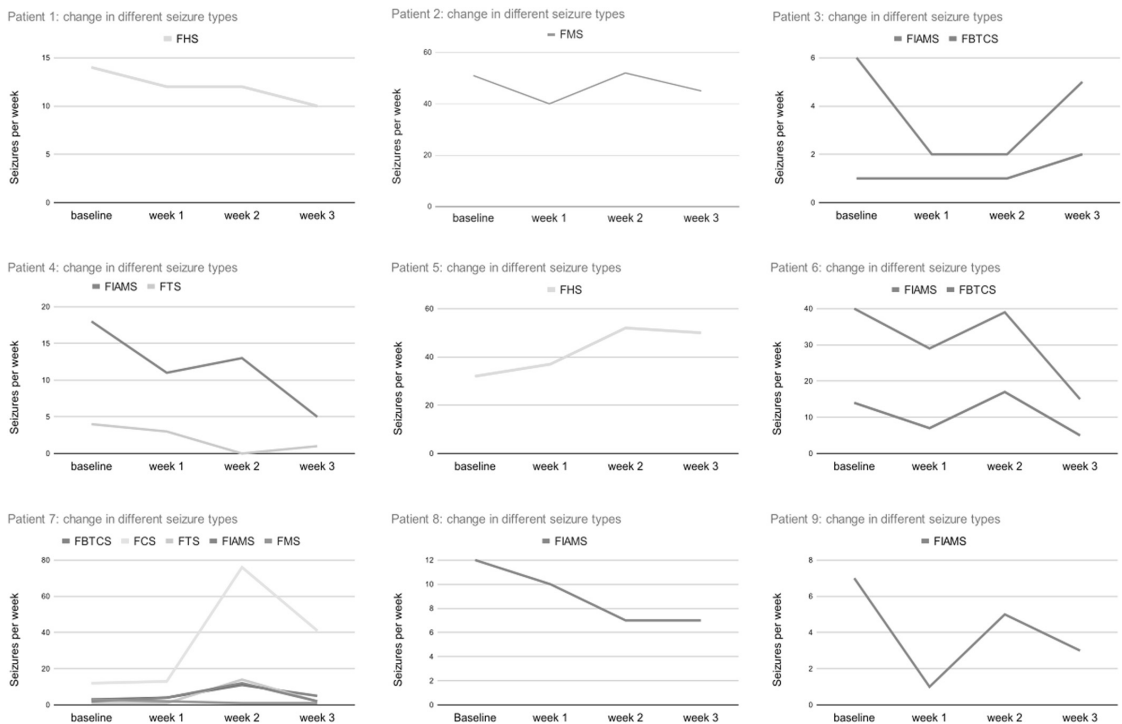 Patient 1: change in different seizure types
FHS
15
10
5
0
Seizures per week
baseline week 1 week 2 week 3
Patient 2: change in different seizure types
FMS
60
40
20
0
Seizures per week
baseline week 1 week 2 week 3
Patient 3: change in different seizure types
FIAMS FBTCS
6
4
2
0
Seizures per week
baseline week 1 week 2 week 3
Patient 4: change in different seizure types
FIAMS FTS
20
15
10
5
0
Seizures per week
baseline week 1 week 2 week 3
Patient 5: change in different seizure types
FHS
60
40
20
0
Seizures per week
baseline week 1 week 2 week 3
Patient 6: change in different seizure types
FIAMS FBTCS
40
30
20
10
0
Seizures per week
baseline week 1 week 2 week 3
Patient 7: change in different seizure types
FBTCS FCS FTS FIAMS FMS
80
60
40
20
0
Seizures per week
baseline week 1 week 2 week 3
Patient 8: change in different seizure types
FIAMS
12
10
8
6
4
2
0
Seizures per week
Baseline week 1 week 2 week 3
Patient 9: change in different seizure types
FIAMS
8
6
4
2
0
Seizures per week
baseline week 1 week 2 week 3